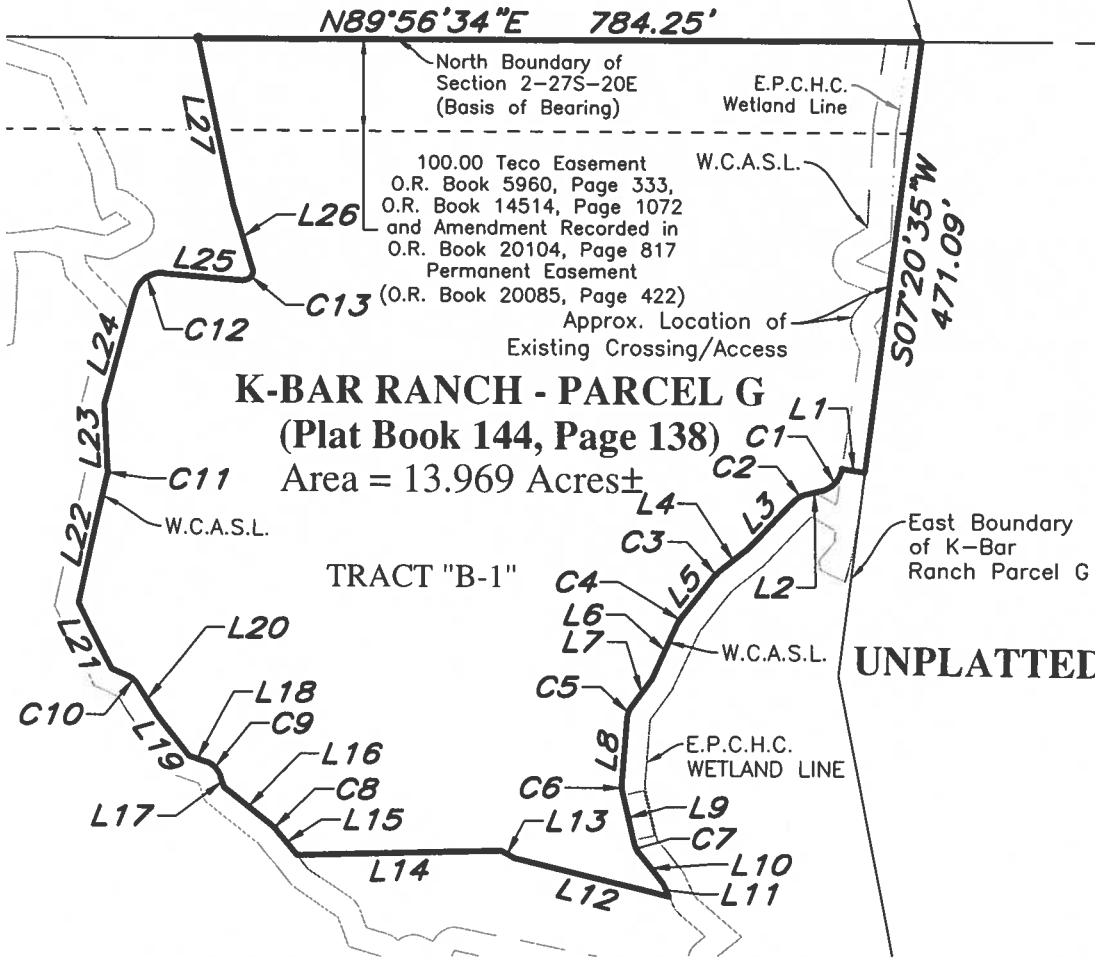 N89°56'34"E 784.25'
North Boundary of
Section 2-27S-20E
(Basis of Bearing)
E.P.C.H.C.
Wetland Line
L27
100.00 Teco Easement
O.R. Book 5960, Page 333,
O.R. Book 14514, Page 1072
and Amendment Recorded in
O.R. Book 20104, Page 817
Permanent Easement
(O.R. Book 20085, Page 422)
W.C.A.S.L.
S07°20'35"W
471.09'
L26
L25
C13
C12
Approx. Location of
Existing Crossing/Access
L24
K-BAR RANCH - PARCEL G
(Plat Book 144, Page 138)
Area = 13.969 Acres±
L1
C1
C2
L23
C11
L4
L3
L22
W.C.A.S.L.
C3
East Boundary
of K-Bar
Ranch Parcel G
TRACT "B-1"
C4
L5
L2
L6
L7
W.C.A.S.L.
UNPLATTED
L21
L20
C10
L18
C5
L19
C9
L8
E.P.C.H.C.
WETLAND LINE
L16
C6
L17
C8
L15
L13
L9
C7
L14
L10
L12
L11